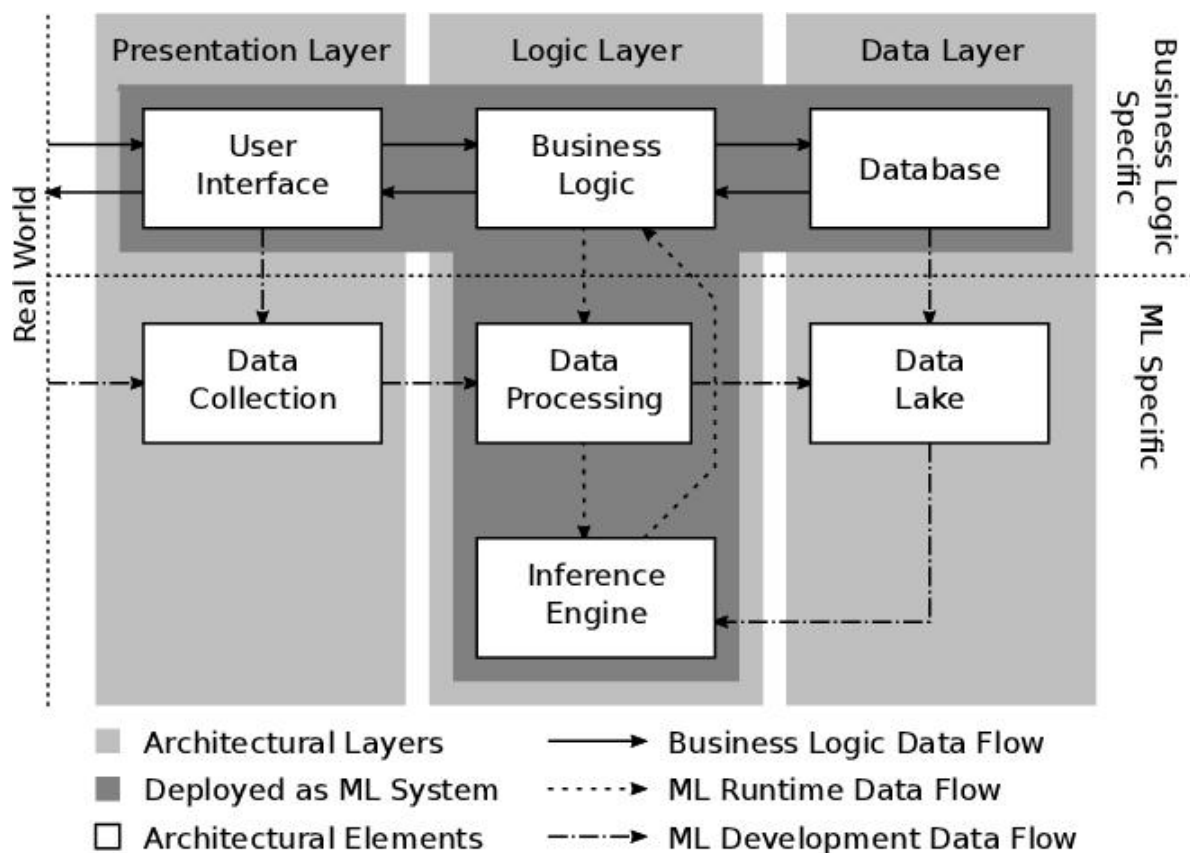 Presentation Layer
Logic Layer
Data Layer
Business Logic
Specific
User
Interface
Business
Logic
Database
Real World
Data
Collection
Data
Processing
Data
Lake
ML Specific
Inference
Engine
Architectural Layers
Business Logic Data Flow
Deployed as ML System
ML Runtime Data Flow
Architectural Elements
ML Development Data Flow